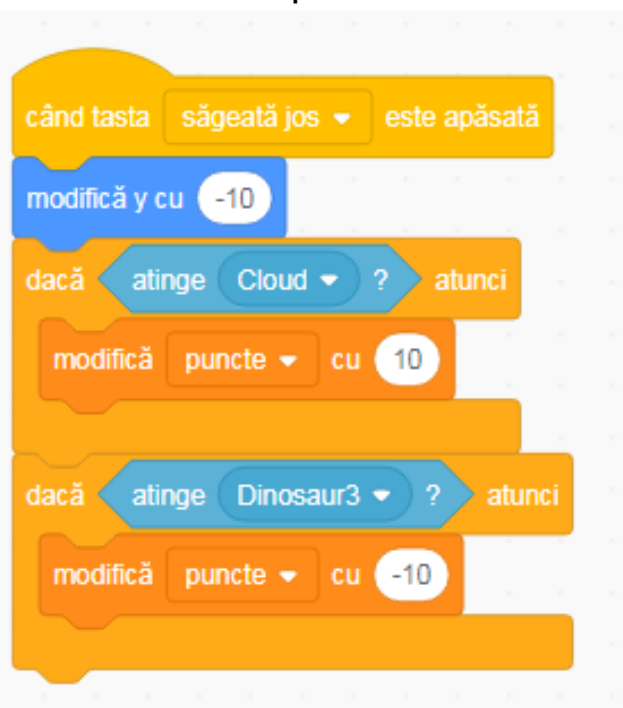 când tasta săgeată jos este apăsată
modifică y cu -10
dacă atinge Cloud ? atunci
modifică puncte cu 10
dacă atinge Dinosaur3 ? atunci
modifică puncte cu -10